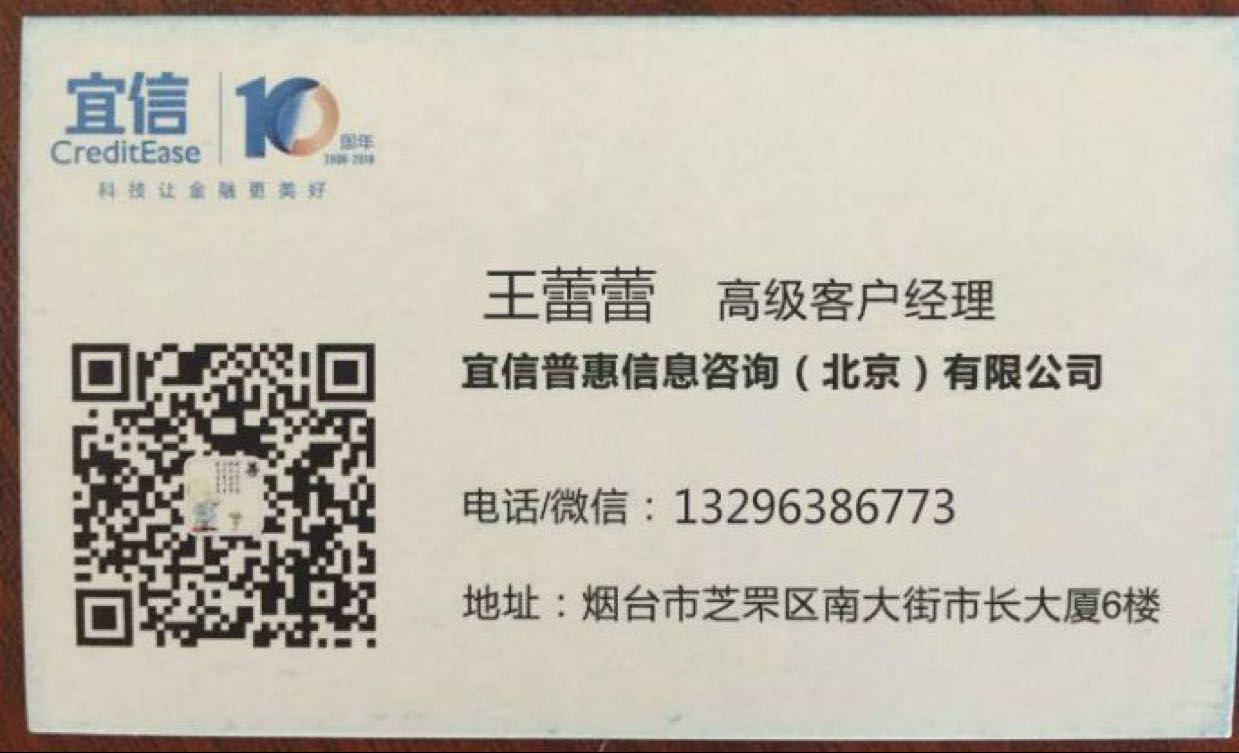 宜信 10周年
CreditEase 2006-2016
科技让金融更美好
王蕾蕾 高级客户经理
宜信普惠信息咨询（北京）有限公司
电话/微信：13296386773
地址：烟台市芝罘区南大街市长大厦6楼